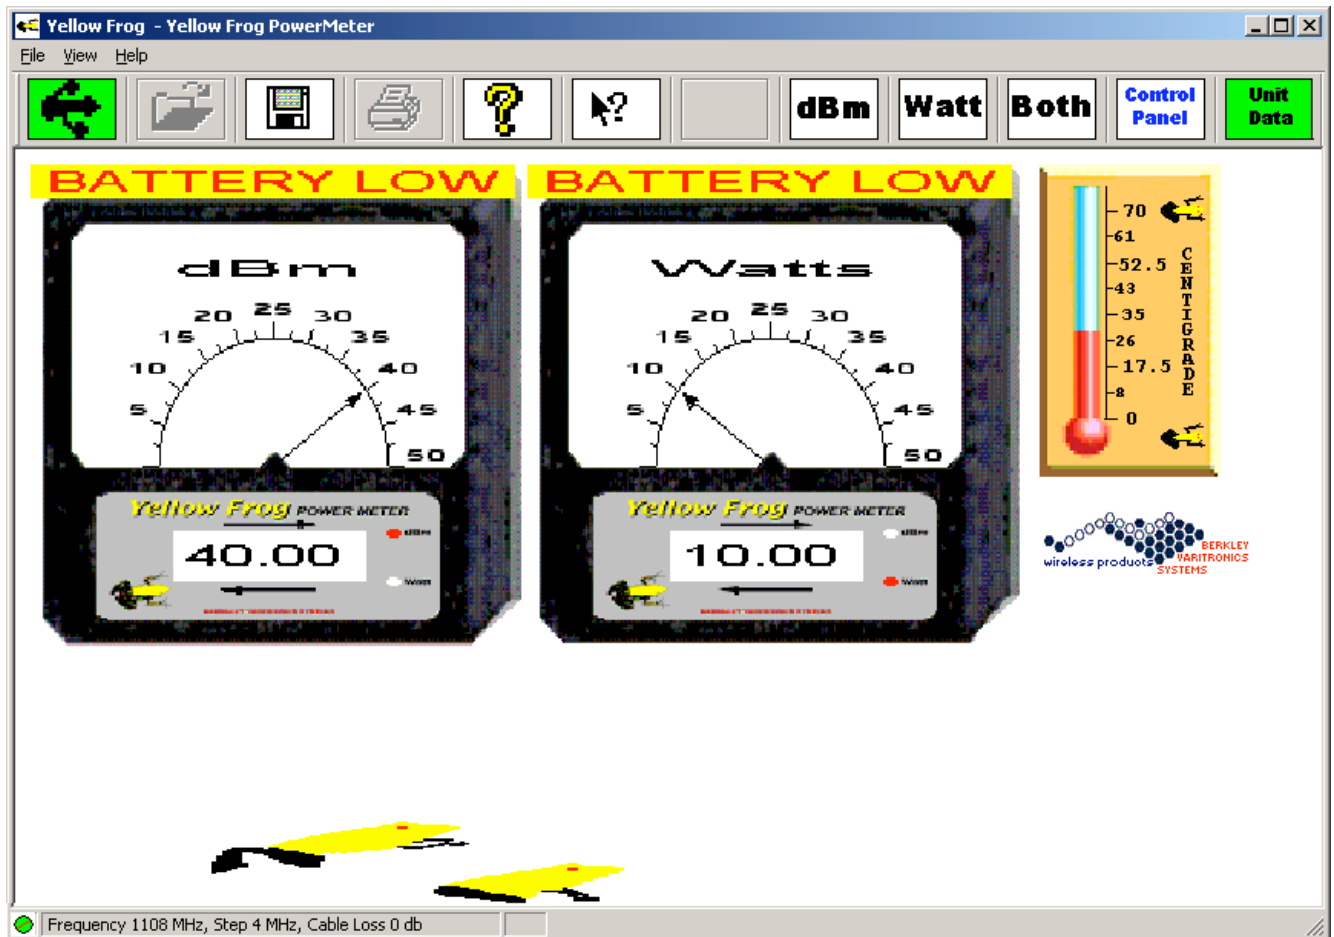 Yellow Frog - Yellow Frog PowerMeter
File View Help
dBm Watt Both Control Panel Unit Data
BATTERY LOW
dBm
5 10 15 20 25 30 35 40 45 50
Yellow Frog POWER METER
40.00
dBm
Watt
BATTERY LOW
Watts
5 10 15 20 25 30 35 40 45 50
Yellow Frog POWER METER
10.00
dBm
Watt
70
61
52.5
43
35
26
17.5
8
0
CENTIGRADE
wireless products
BERKLEY
VARITRONICS
SYSTEMS
Frequency 1108 MHz, Step 4 MHz, Cable Loss 0 db